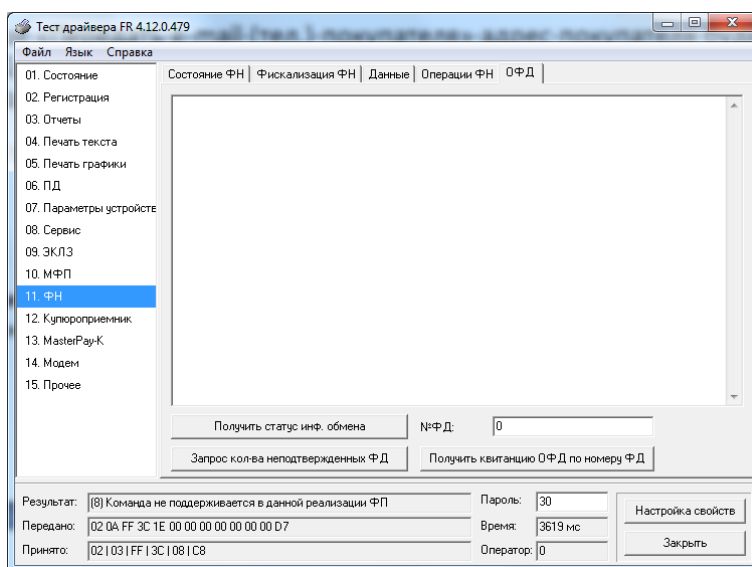 Тест драйвера FR 4.12.0.479
Файл Язык Справка
01. Состояние
02. Регистрация
03. Отчеты
04. Печать текста
05. Печать графики
06. ПД
07. Параметры устройств
08. Сервис
09. ЭКЛЗ
10. МФП
11. ФН
12. Купюроприемник
13. MasterPay-K
14. Модем
15. Прочее
Состояние ФН Фискализация ФН Данные Операции ФН ОФД
Получить статус инф. обмена
№ФД: 0
Запрос кол-ва неподтвержденных ФД
Получить квитанцию ОФД по номеру ФД
Результат: (8) Команда не поддерживается в данной реализации ФП
Передано: 02 0A FF 3C 1E 00 00 00 00 00 00 00 D7
Принято: 02 | 03 | FF | 3C | 08 | C8
Пароль: 30
Время: 3619 мс
Оператор: 0
Настройка свойств
Закрыть